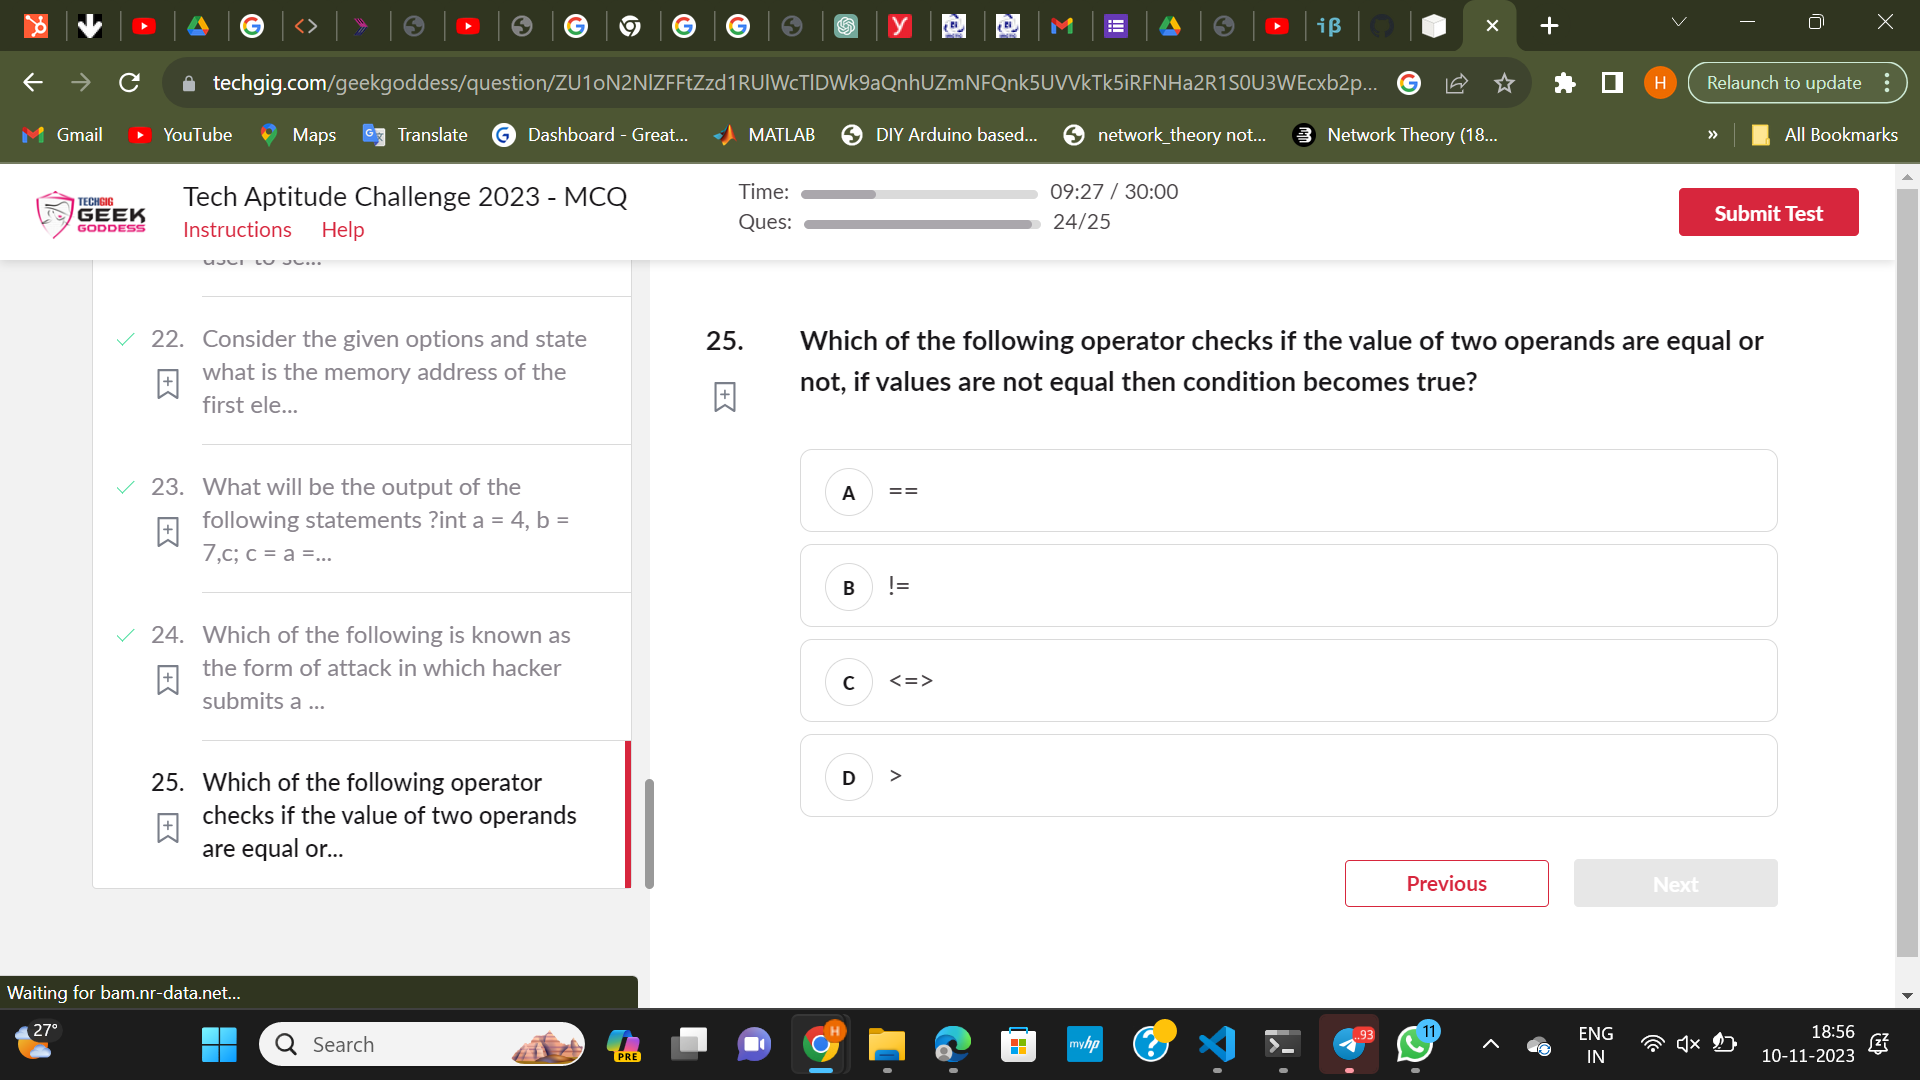 techgig.com/geekgoddess/question/ZU1oN2NlZFFtZzd1RUlWcTlDWk9aQnhUZmNFQnk5UVVkTk5iRFNHa2R1S0U3WEcxb2p...
Relaunch to update
Gmail
YouTube
Maps
Translate
Dashboard - Great...
MATLAB
DIY Arduino based...
network_theory not...
Network Theory (18...
»
All Bookmarks
TECHGIG
GEEK
GODDESS
Tech Aptitude Challenge 2023 - MCQ
Instructions
Help
Time:
09:27 / 30:00
Ques:
24/25
Submit Test
user to se...
22. Consider the given options and state
what is the memory address of the
first ele...
23. What will be the output of the
following statements ?int a = 4, b =
7,c; c = a =...
24. Which of the following is known as
the form of attack in which hacker
submits a ...
25. Which of the following operator
checks if the value of two operands
are equal or...
25. Which of the following operator checks if the value of two operands are equal or
not, if values are not equal then condition becomes true?
A ==
B !=
C <=>
D >
Previous
Next
Waiting for bam.nr-data.net...
27°
Search
PRE
H
myhp
93
11
ENG
IN
18:56
10-11-2023